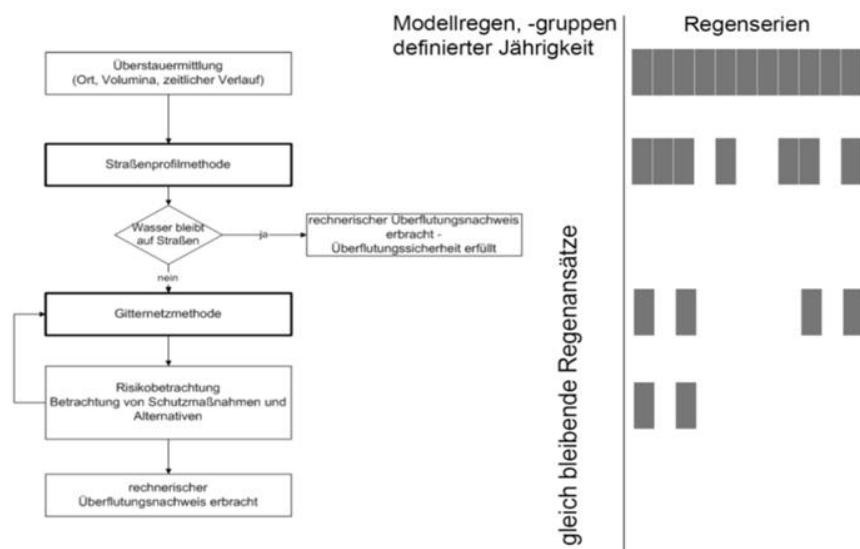 Modellregen, -gruppen
definierter Jährigkeit
Regenserien
Überstauermittlung
(Ort, Volumina, zeitlicher Verlauf)
Straßenprofilmethode
Wasser bleibt
auf Straßen
ja
rechnerischer Überflutungsnachweis
erbracht -
Überflutungssicherheit erfüllt
nein
Gitternetzmethode
Risikobetrachtung
Betrachtung von Schutzmaßnahmen und
Alternativen
rechnerischer
Überflutungsnachweis erbracht
gleich bleibende Regenansätze